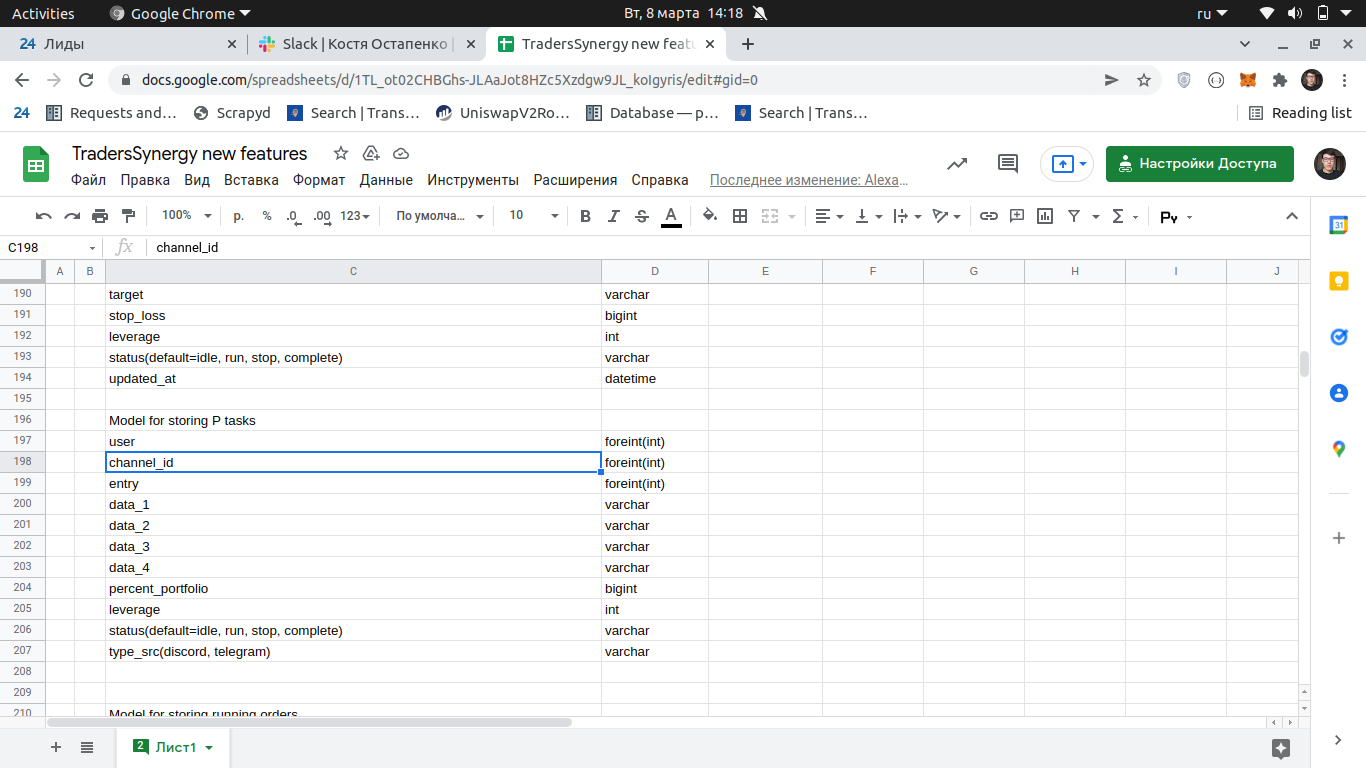 Activities Google Chrome Вт, 8 марта 14:18 ru
24 Лиды Slack | Костя Остапенко | TradersSynergy new featu
docs.google.com/spreadsheets/d/1TL_ot02CHBGhs-JLAaJot8HZc5Xzdgw9JL_koIgyris/edit#gid=0
24 Requests and… Scrapyd Search | Trans… UniswapV2Ro… Database — p… Search | Trans… Reading list
TradersSynergy new features
Файл Правка Вид Вставка Формат Данные Инструменты Расширения Справка Последнее изменение: Alexa… Настройки Доступа
100% р. % .0 .00 123 По умолча… 10 B I S A Σ Py
31
C198 fx channel_id
A B C D E F G H I J
190 target varchar
191 stop_loss bigint
192 leverage int
193 status(default=idle, run, stop, complete) varchar
194 updated_at datetime
195
196 Model for storing P tasks
197 user foreint(int)
198 channel_id foreint(int)
199 entry foreint(int)
200 data_1 varchar
201 data_2 varchar
202 data_3 varchar
203 data_4 varchar
204 percent_portfolio bigint
205 leverage int
206 status(default=idle, run, stop, complete) varchar
207 type_src(discord, telegram) varchar
208
209
210 Model for storing running orders
2 Лист1